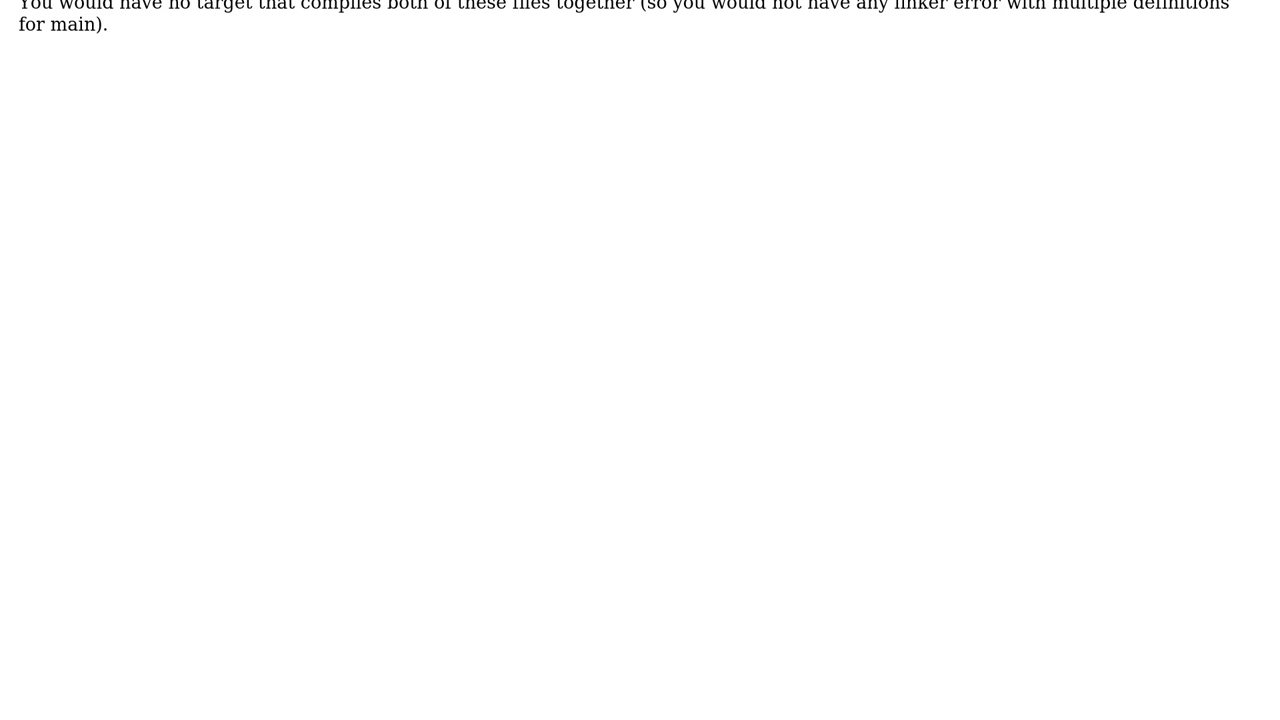 You would have no target that compiles both of these files together (so you would not have any linker error with multiple definitions
for main).